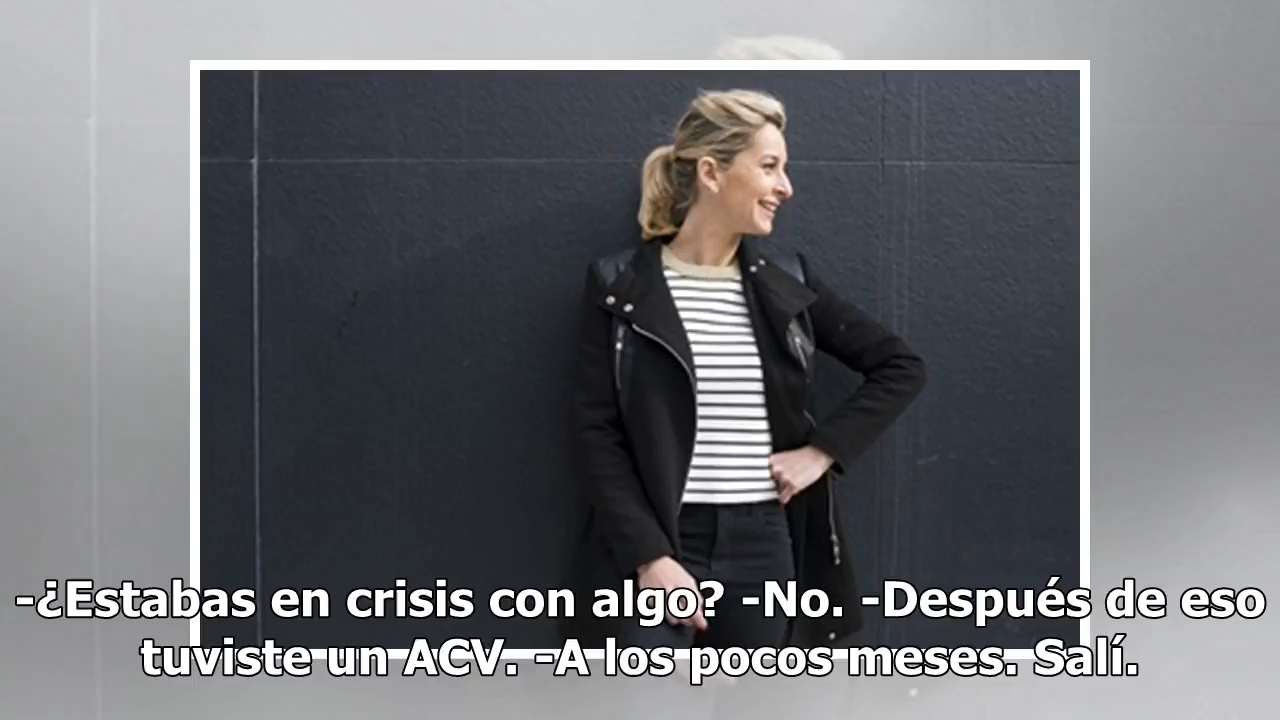 -¿Estabas en crisis con algo? -No. -Después de eso
tuviste un ACV. -A los pocos meses. Salí.